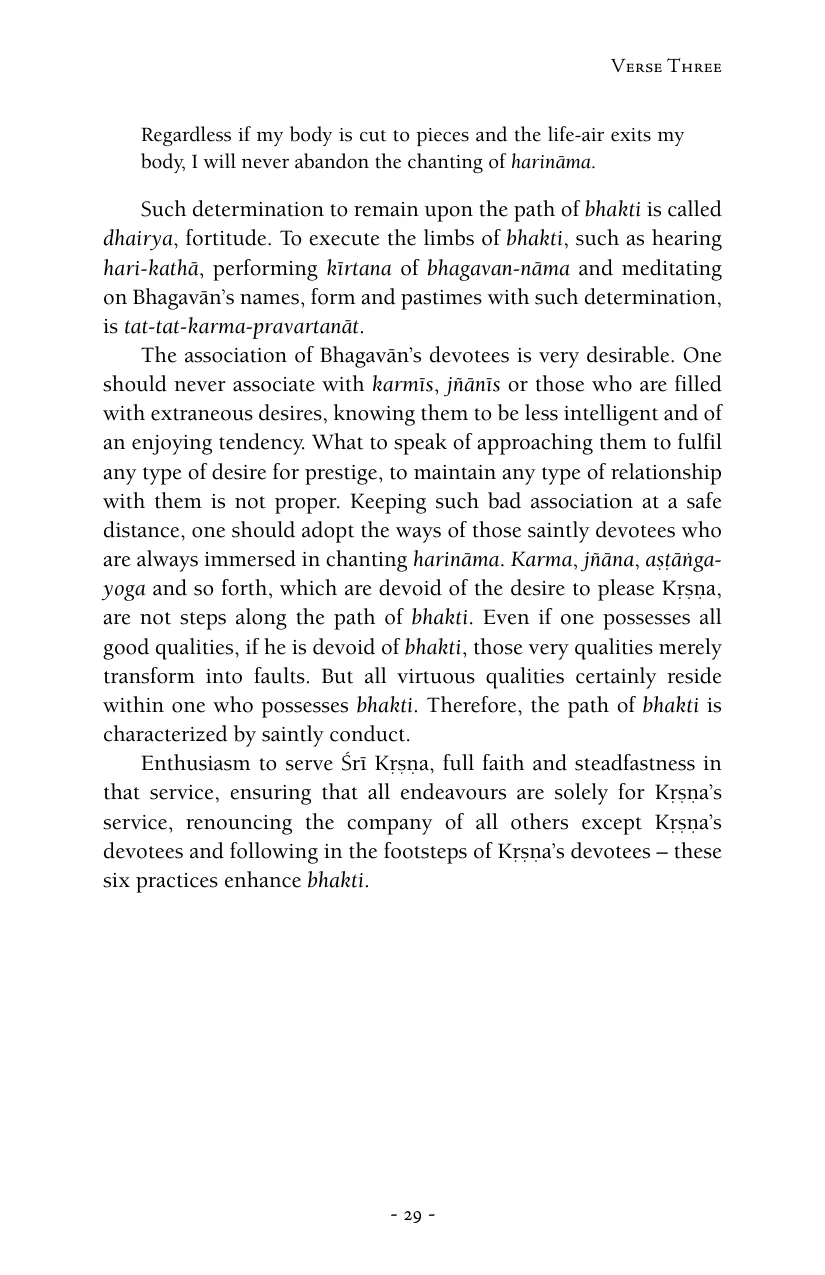 Verse Three
Regardless if my body is cut to pieces and the life-air exits my
body, I will never abandon the chanting of harināma.
Such determination to remain upon the path of bhakti is called
dhairya, fortitude. To execute the limbs of bhakti, such as hearing
hari-kathā, performing kīrtana of bhagavan-nāma and meditating
on Bhagavān’s names, form and pastimes with such determination,
is tat-tat-karma-pravartanāt.
The association of Bhagavān’s devotees is very desirable. One
should never associate with karmīs, jñānīs or those who are filled
with extraneous desires, knowing them to be less intelligent and of
an enjoying tendency. What to speak of approaching them to fulfil
any type of desire for prestige, to maintain any type of relationship
with them is not proper. Keeping such bad association at a safe
distance, one should adopt the ways of those saintly devotees who
are always immersed in chanting harināma. Karma, jñāna, aṣṭāṅga-
yoga and so forth, which are devoid of the desire to please Kṛṣṇa,
are not steps along the path of bhakti. Even if one possesses all
good qualities, if he is devoid of bhakti, those very qualities merely
transform into faults. But all virtuous qualities certainly reside
within one who possesses bhakti. Therefore, the path of bhakti is
characterized by saintly conduct.
Enthusiasm to serve Śrī Kṛṣṇa, full faith and steadfastness in
that service, ensuring that all endeavours are solely for Kṛṣṇa’s
service, renouncing the company of all others except Kṛṣṇa’s
devotees and following in the footsteps of Kṛṣṇa’s devotees – these
six practices enhance bhakti.
- 29 -